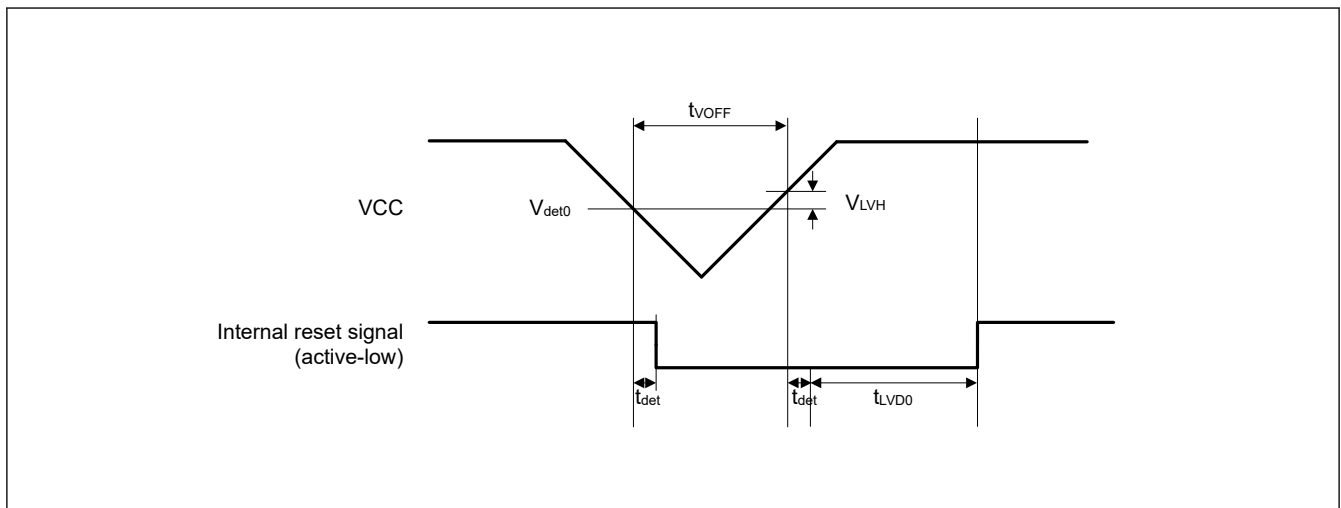 tVOFF
VCC
Vdet0
VLVH
Internal reset signal
(active-low)
tdet
tdet
tLVD0